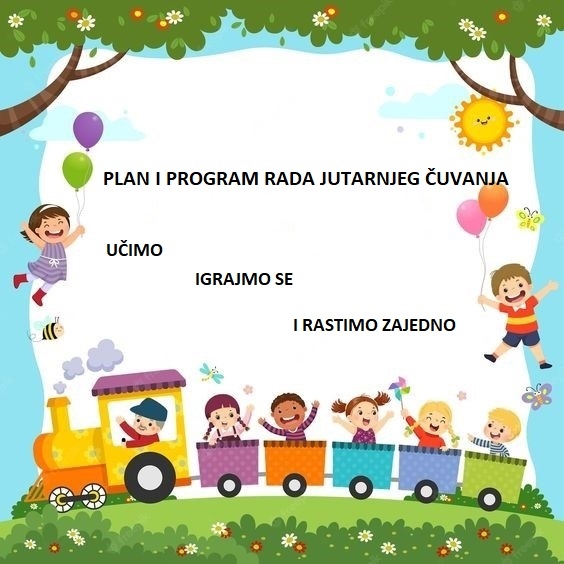 PLAN I PROGRAM RADA JUTARNJEG ČUVANJA
UČIMO
IGRAJMO SE
I RASTIMO ZAJEDNO